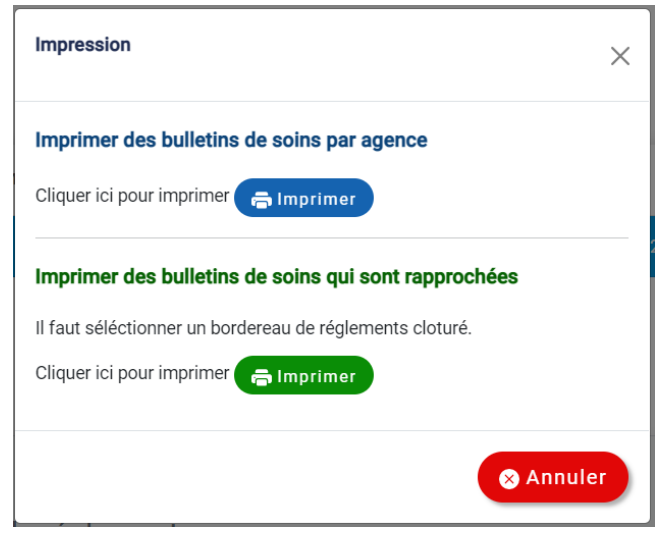 Impression
Imprimer des bulletins de soins par agence
Cliquer ici pour imprimer Imprimer
Imprimer des bulletins de soins qui sont rapprochées
Il faut séléctionner un bordereau de réglements cloturé.
Cliquer ici pour imprimer Imprimer
Annuler